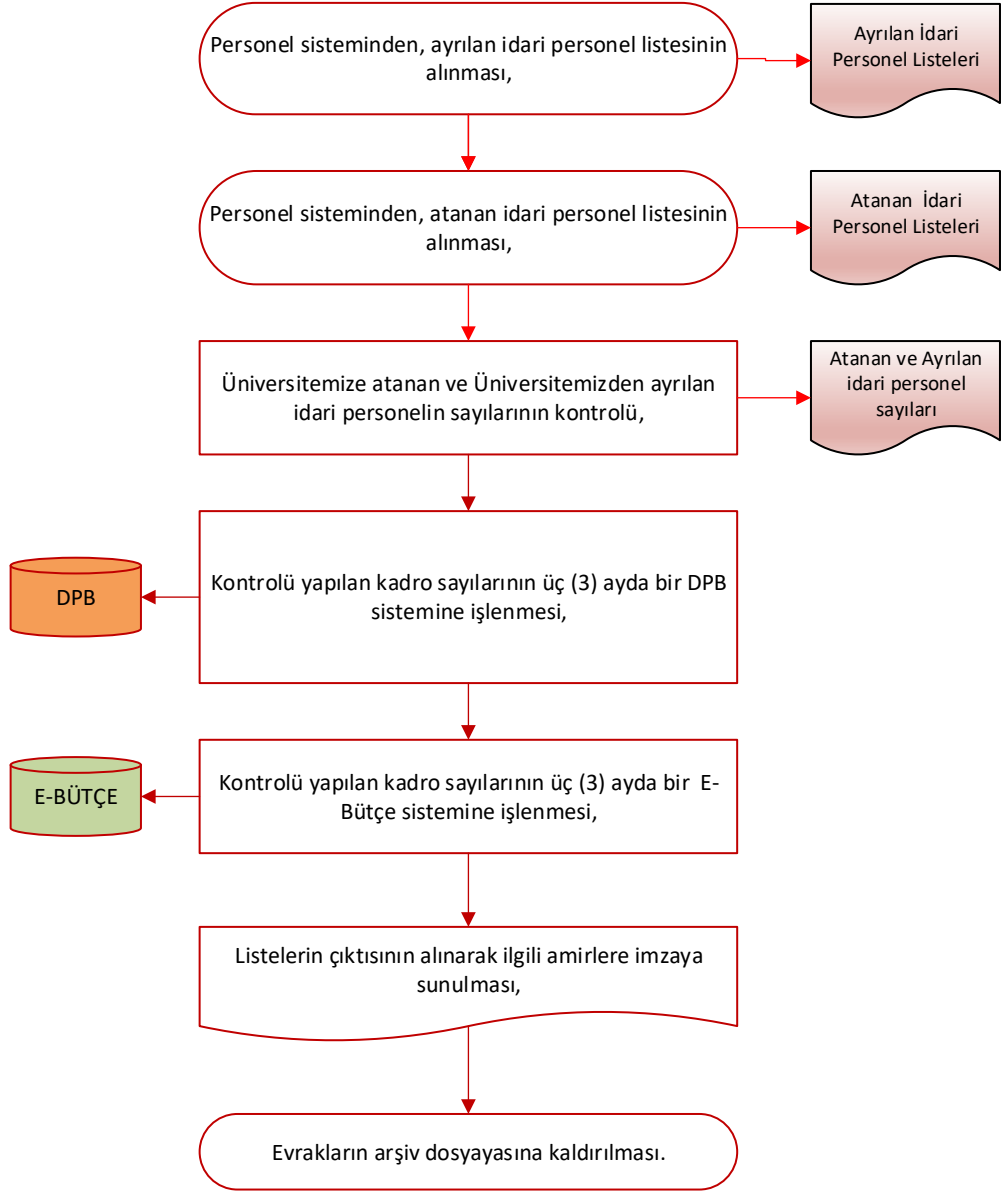 Personel sisteminden, ayrılan idari personel listesinin
alınması,
Ayrılan İdari
Personel Listeleri
Personel sisteminden, atanan idari personel listesinin
alınması,
Atanan  İdari
Personel Listeleri
Üniversitemize atanan ve Üniversitemizden ayrılan
idari personelin sayılarının kontrolü,
Atanan ve Ayrılan
idari personel
sayıları
Kontrolü yapılan kadro sayılarının üç (3) ayda bir DPB
sistemine işlenmesi,
DPB
Kontrolü yapılan kadro sayılarının üç (3) ayda bir  E-
Bütçe sistemine işlenmesi,
E-BÜTÇE
Listelerin çıktısının alınarak ilgili amirlere imzaya
sunulması,
Evrakların arşiv dosyayasına kaldırılması.